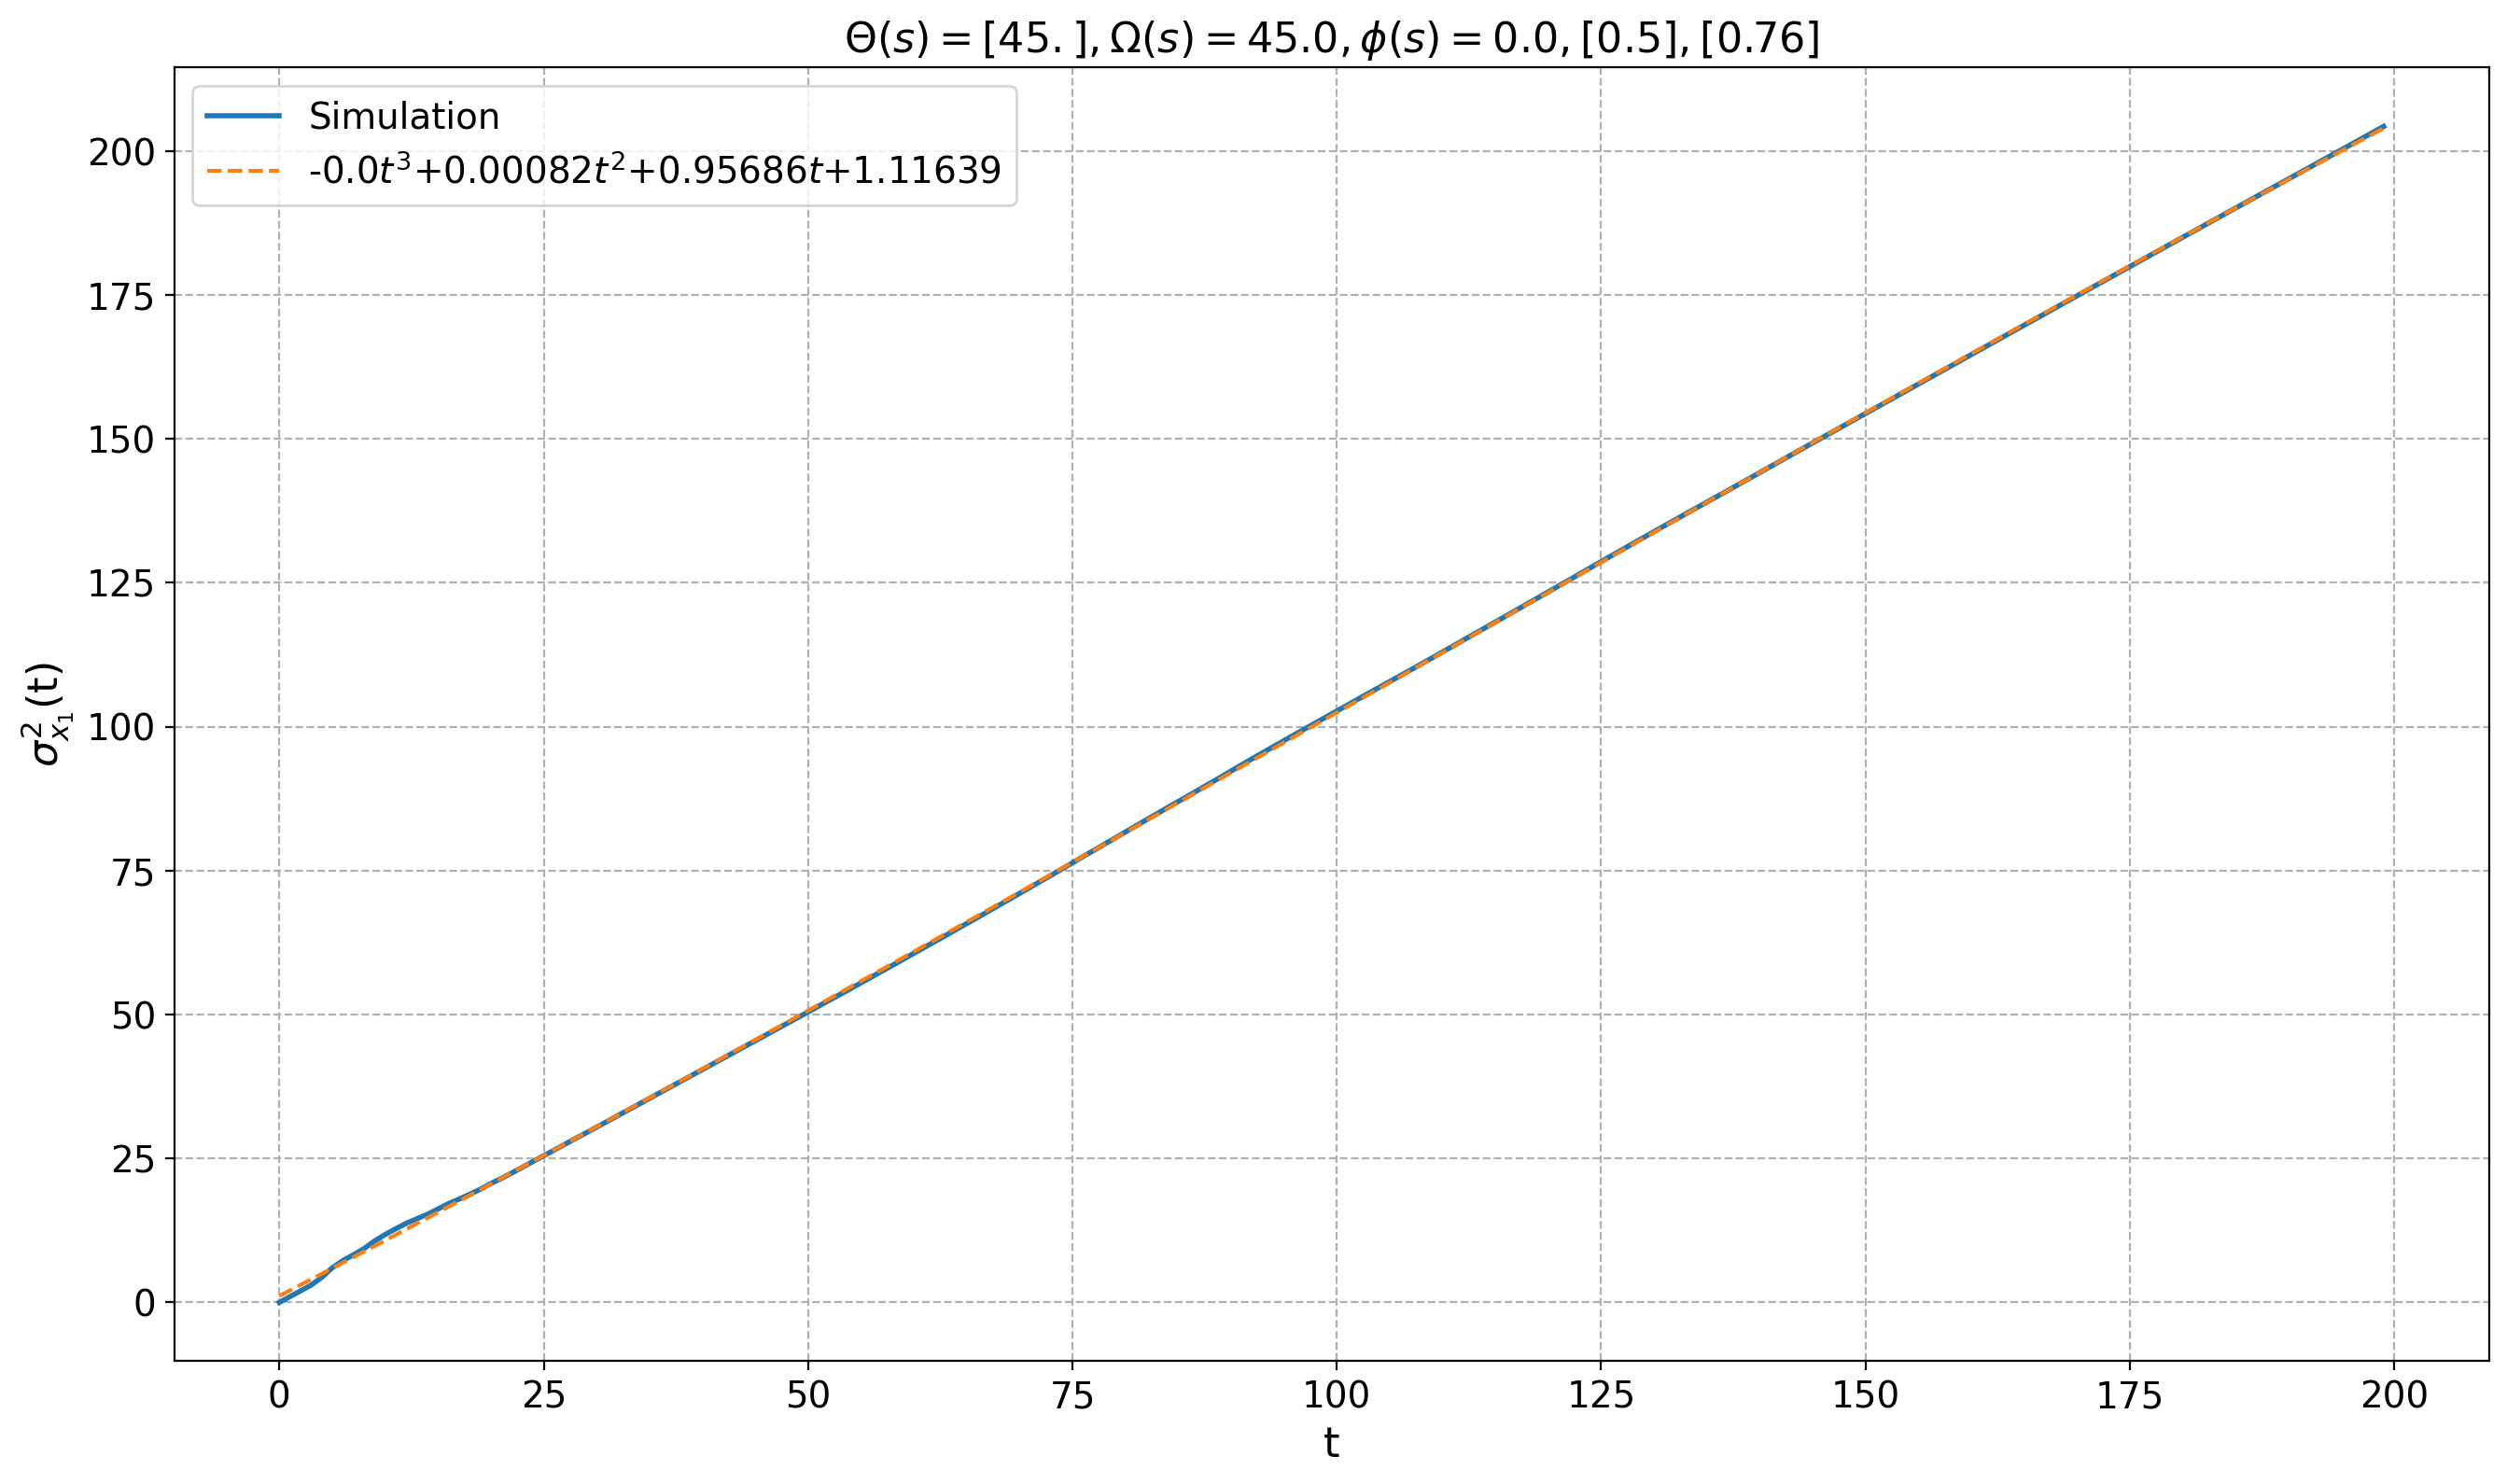 Θ(s) = [45. ], Ω(s) = 45.0, ϕ(s) = 0.0, [0.5], [0.76]
Simulation
-0.0t³+0.00082t²+0.95686t+1.11639
200
175
150
125
100
75
50
25
0
σ²ₓ₁(t)
0 25 50 75 100 125 150 175 200
t